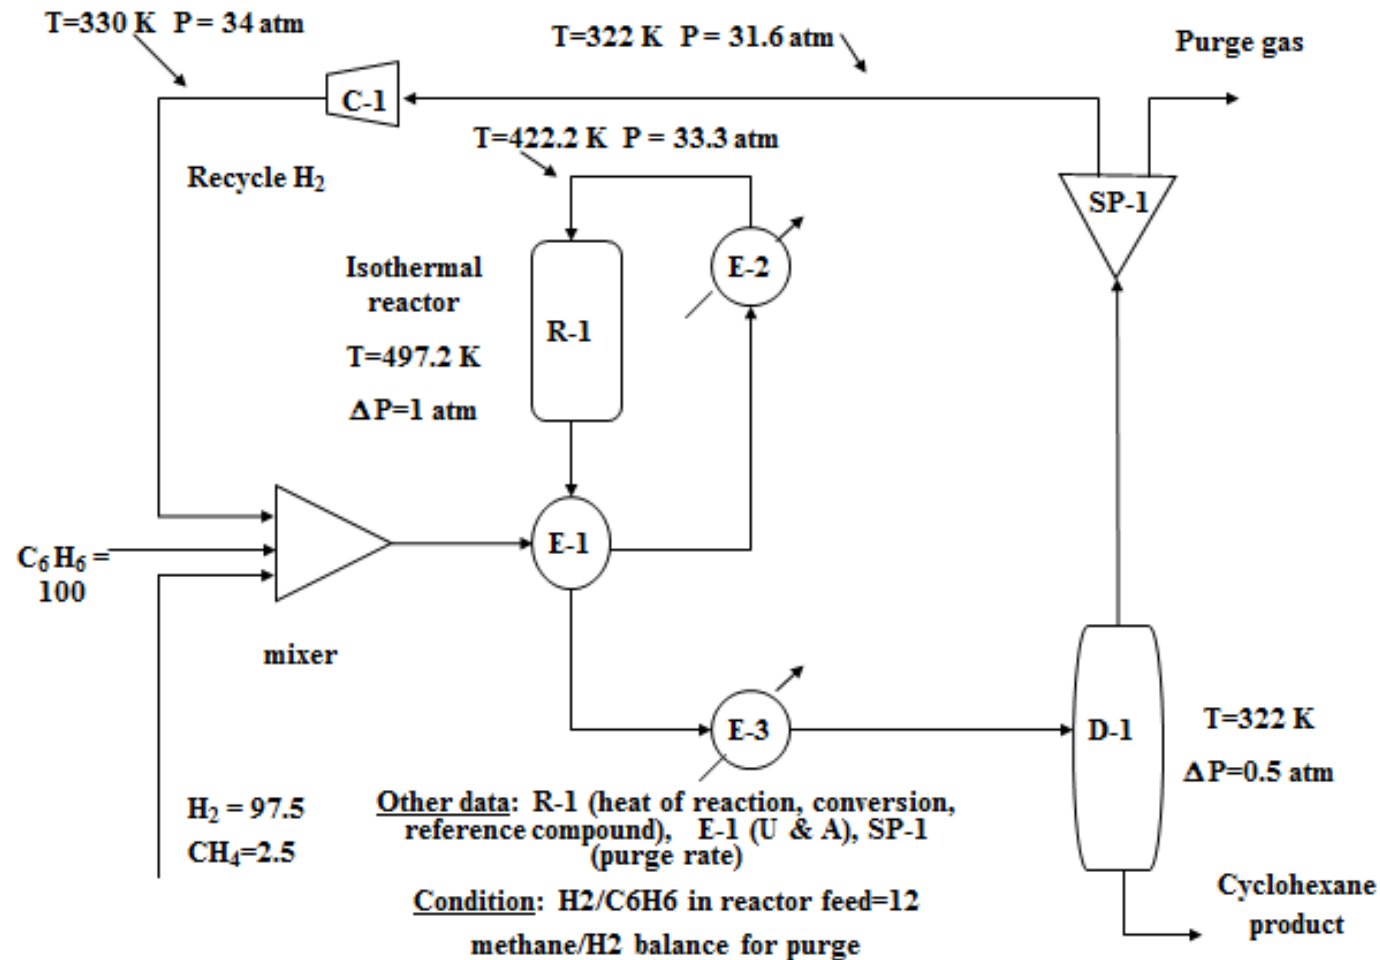 T=330 K  P = 34 atm
T=322 K  P = 31.6 atm
Purge gas
C-1
T=422.2 K  P = 33.3 atm
Recycle H2
SP-1
Isothermal
reactor
E-2
R-1
T=497.2 K
ΔP=1 atm
C6H6 =
100
E-1
mixer
E-3
D-1
T=322 K
ΔP=0.5 atm
H2 = 97.5
CH4=2.5
Other data:  R-1 (heat of reaction, conversion,
reference compound),   E-1 (U & A), SP-1
(purge rate)
Condition:  H2/C6H6 in reactor feed=12
methane/H2 balance for purge
Cyclohexane
product